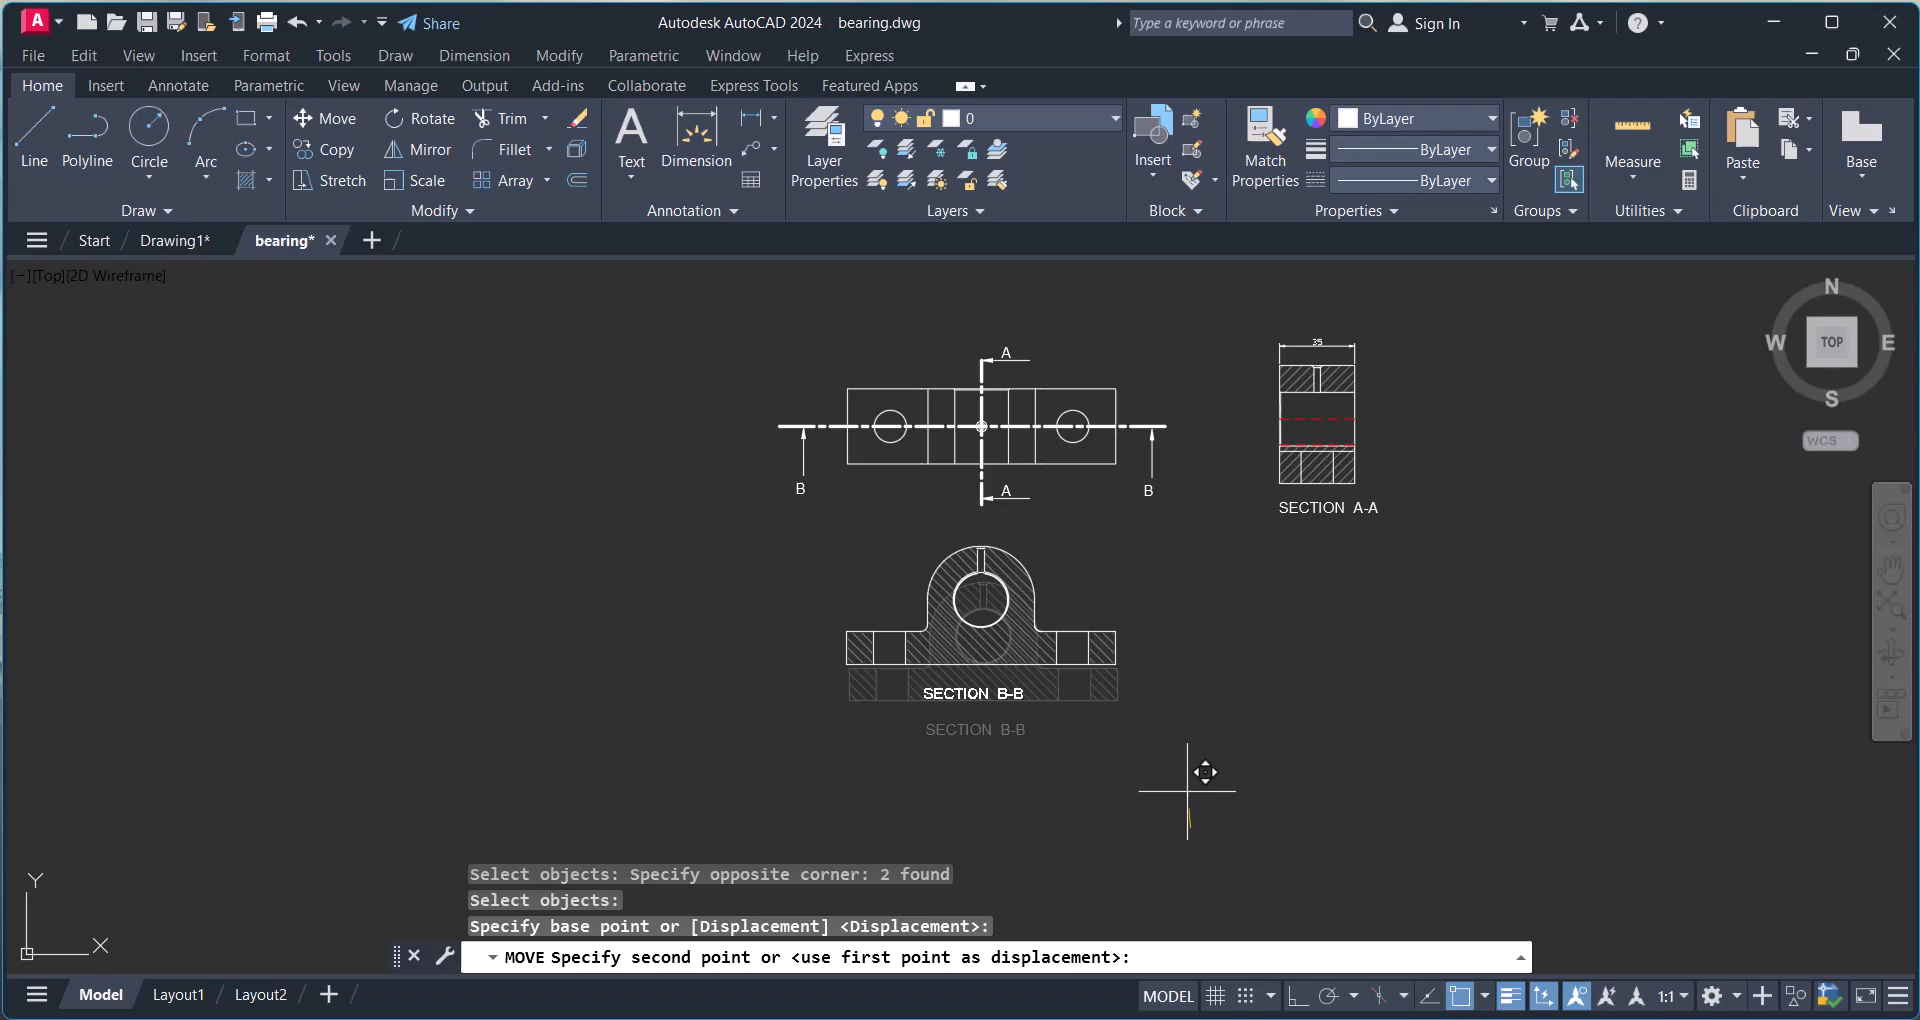 A Share Autodesk AutoCAD 2024 bearing.dwg Type a keyword or phrase Sign In ?
File Edit View Insert Format Tools Draw Dimension Modify Parametric Window Help Express
Home Insert Annotate Parametric View Manage Output Add-ins Collaborate Express Tools Featured Apps
Line Polyline Circle Arc
Move Rotate Trim
Copy Mirror Fillet
Stretch Scale Array
Text Dimension
Layer Properties
0
Insert
Match Properties
ByLayer
ByLayer
ByLayer
Group
Measure
Paste
Base
Draw Modify Annotation Layers Block Properties Groups Utilities Clipboard View
Start Drawing1* bearing*
[−][Top][2D Wireframe]
N
W TOP E
S
WCS
35
A
B A B
SECTION A-A
SECTION B-B
SECTION B-B
Select objects: Specify opposite corner: 2 found
Select objects:
Specify base point or [Displacement] <Displacement>:
MOVE Specify second point or <use first point as displacement>:
Y
X
Model Layout1 Layout2 MODEL 1:1